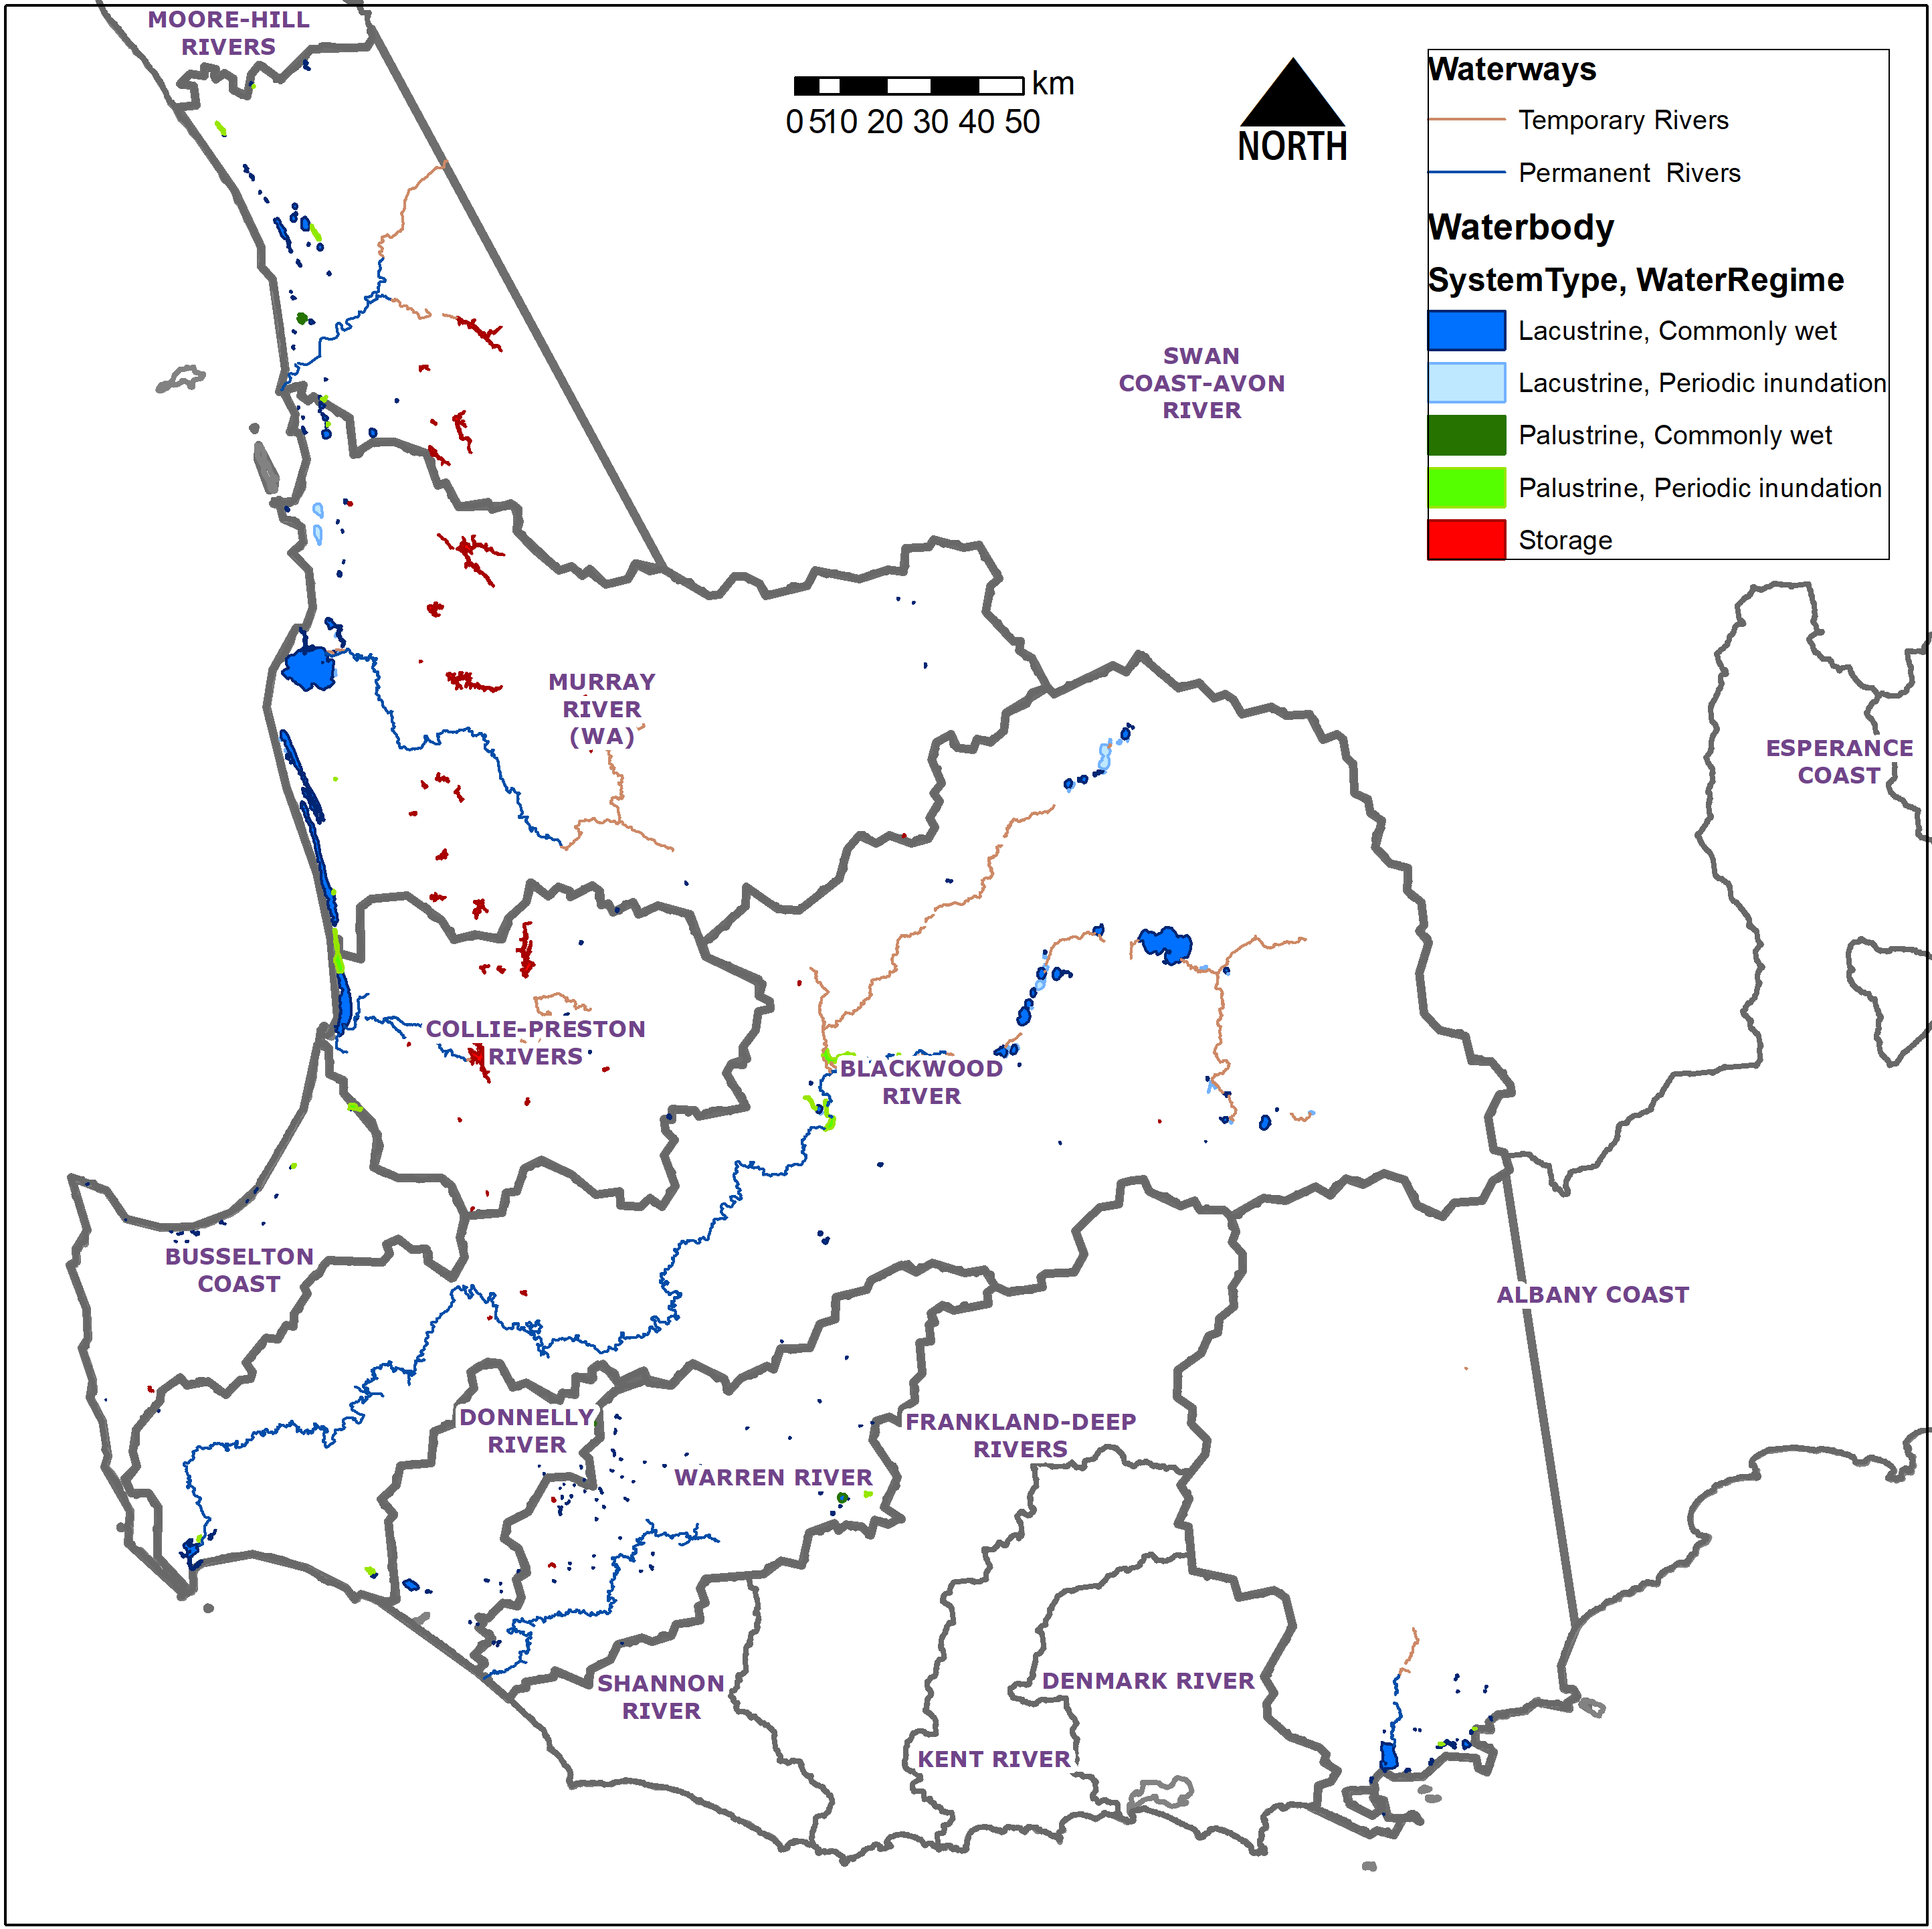 MOORE-HILL
RIVERS
km
0 5 10 20 30 40 50
NORTH
Waterways
Temporary Rivers
Permanent  Rivers
Waterbody
SystemType, WaterRegime
Lacustrine, Commonly wet
Lacustrine, Periodic inundation
Palustrine, Commonly wet
Palustrine, Periodic inundation
Storage
SWAN
COAST-AVON
RIVER
MURRAY
RIVER
(WA)
ESPERANCE
COAST
COLLIE-PRESTON
RIVERS
BLACKWOOD
RIVER
BUSSELTON
COAST
ALBANY COAST
DONNELLY
RIVER
FRANKLAND-DEEP
RIVERS
WARREN RIVER
SHANNON
RIVER
DENMARK RIVER
KENT RIVER